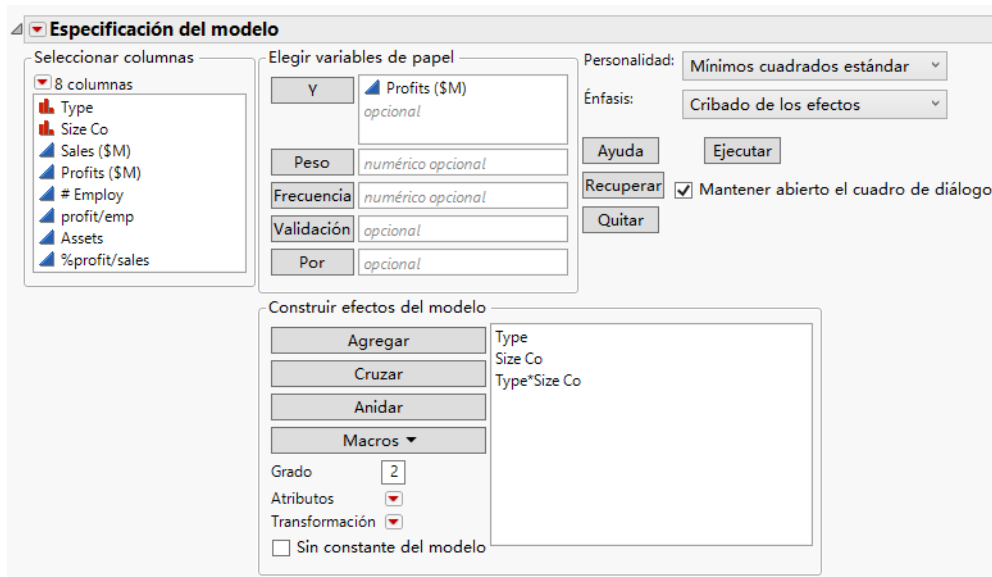 Especificación del modelo
Seleccionar columnas
8 columnas
Type
Size Co
Sales ($M)
Profits ($M)
# Employ
profit/emp
Assets
%profit/sales
Elegir variables de papel
Y
Profits ($M)
opcional
Peso
numérico opcional
Frecuencia
numérico opcional
Validación
opcional
Por
opcional
Personalidad:
Mínimos cuadrados estándar
Énfasis:
Cribado de los efectos
Ayuda
Ejecutar
Recuperar
Mantener abierto el cuadro de diálogo
Quitar
Construir efectos del modelo
Agregar
Cruzar
Anidar
Macros
Grado
2
Atributos
Transformación
Sin constante del modelo
Type
Size Co
Type*Size Co